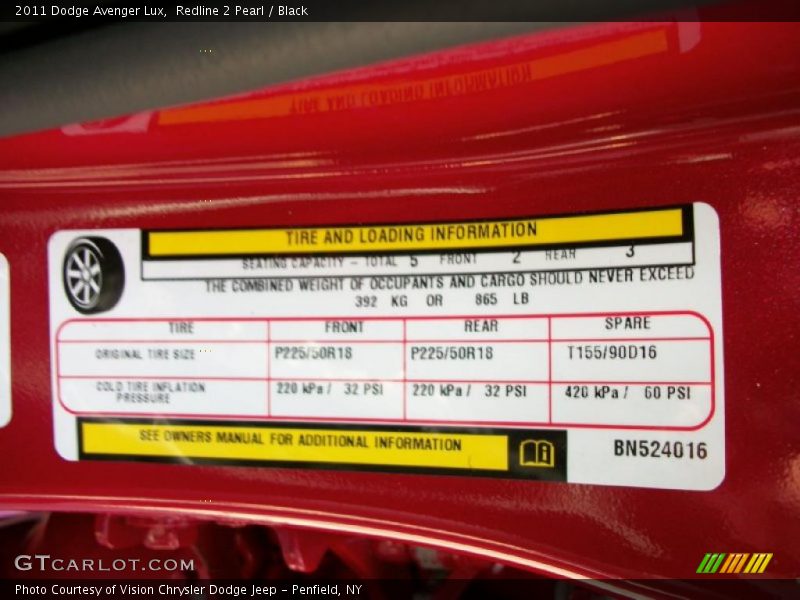 2011 Dodge Avenger Lux,  Redline 2 Pearl / Black
TIRE AND LOADING INFORMATION
TIRE AND LOADING INFORMATION
SEATING CAPACITY – TOTAL 5 FRONT 2 REAR 3
THE COMBINED WEIGHT OF OCCUPANTS AND CARGO SHOULD NEVER EXCEED
392 KG OR 865 LB
TIRE FRONT REAR SPARE
ORIGINAL TIRE SIZE P225/50R18 P225/50R18 T155/90D16
COLD TIRE INFLATION PRESSURE 220 kPa / 32 PSI 220 kPa / 32 PSI 420 kPa / 60 PSI
SEE OWNERS MANUAL FOR ADDITIONAL INFORMATION
BN524016
GTCARLOT.COM
Photo Courtesy of Vision Chrysler Dodge Jeep – Penfield, NY